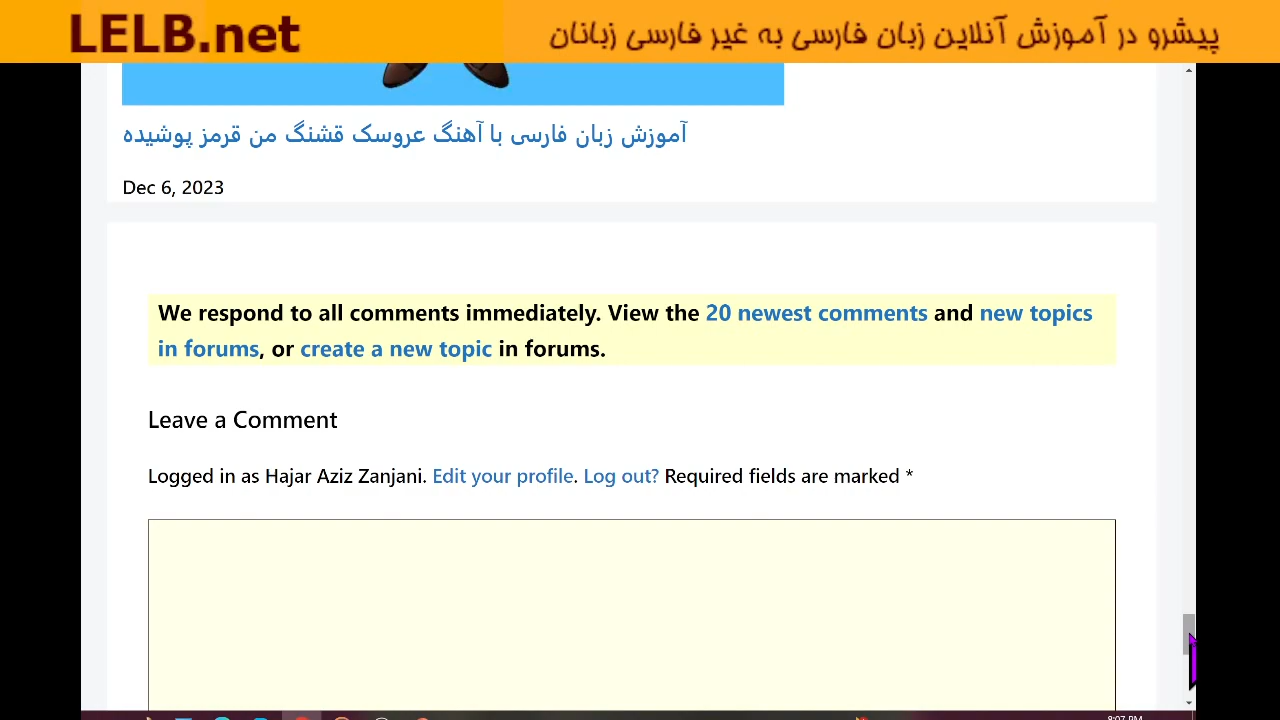 LELB.net
پیشرو در آموزش آنلاین زبان فارسی به غیر فارسی زبانان
آموزش زبان فارسی با آهنگ عروسک قشنگ من قرمز پوشیده
Dec 6, 2023
We respond to all comments immediately. View the 20 newest comments and new topics
in forums, or create a new topic in forums.
Leave a Comment
Logged in as Hajar Aziz Zanjani. Edit your profile. Log out? Required fields are marked *
8:07 PM